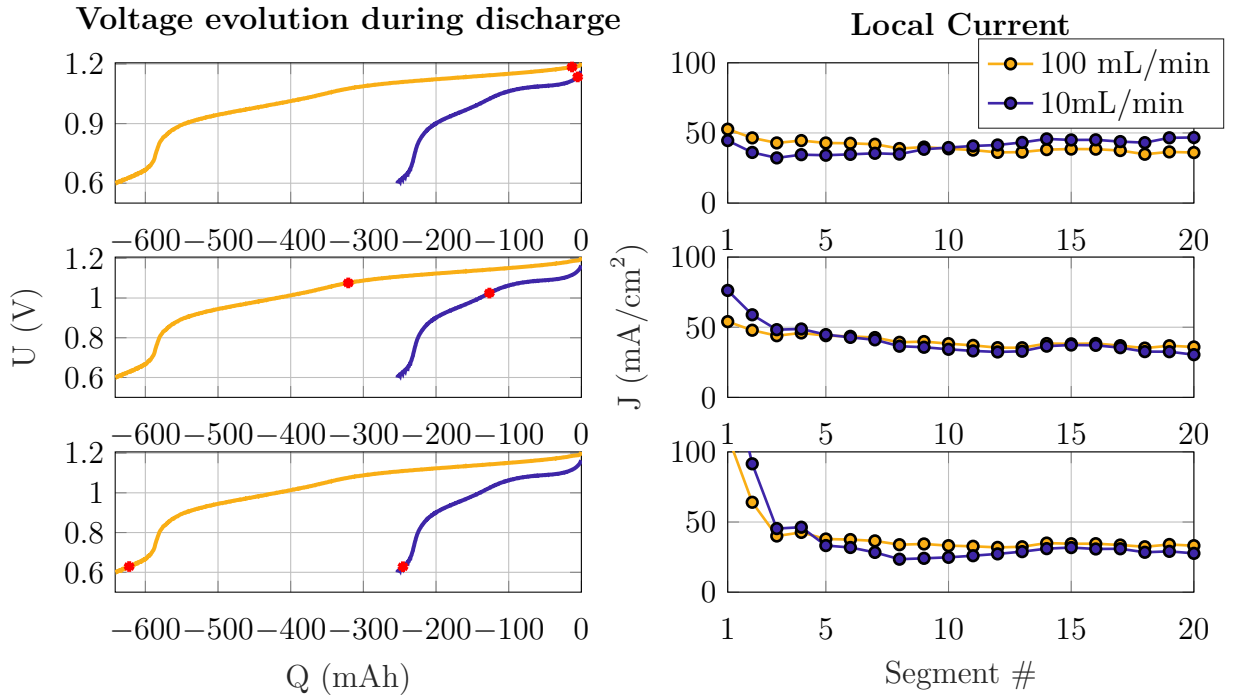 Voltage evolution during discharge
Local Current
100 mL/min
10mL/min
1.2
0.9
0.6
−600 −500 −400 −300 −200 −100 0
100
50
0
1 5 10 15 20
U (V)
1.2
1
0.8
0.6
−600 −500 −400 −300 −200 −100 0
J (mA/cm²)
100
50
0
1 5 10 15 20
1.2
1
0.8
0.6
−600 −500 −400 −300 −200 −100 0
100
50
0
1 5 10 15 20
Q (mAh)
Segment #